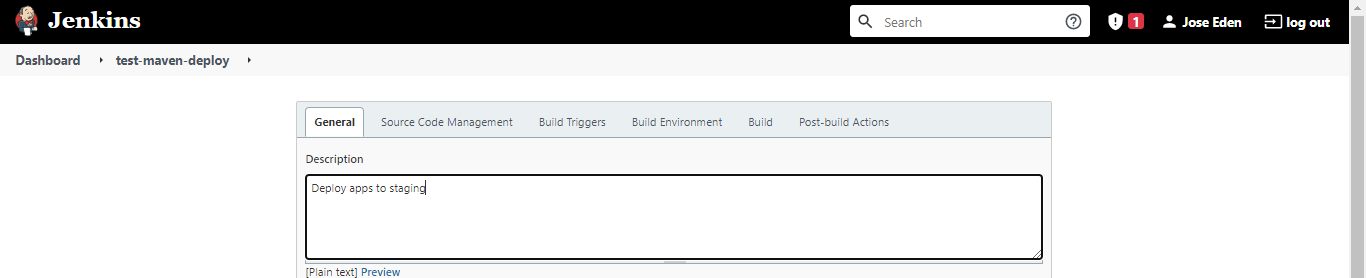 Jenkins Search 1 Jose Eden log out
Dashboard test-maven-deploy
General Source Code Management Build Triggers Build Environment Build Post-build Actions
Description
Deploy apps to staging
[Plain text] Preview